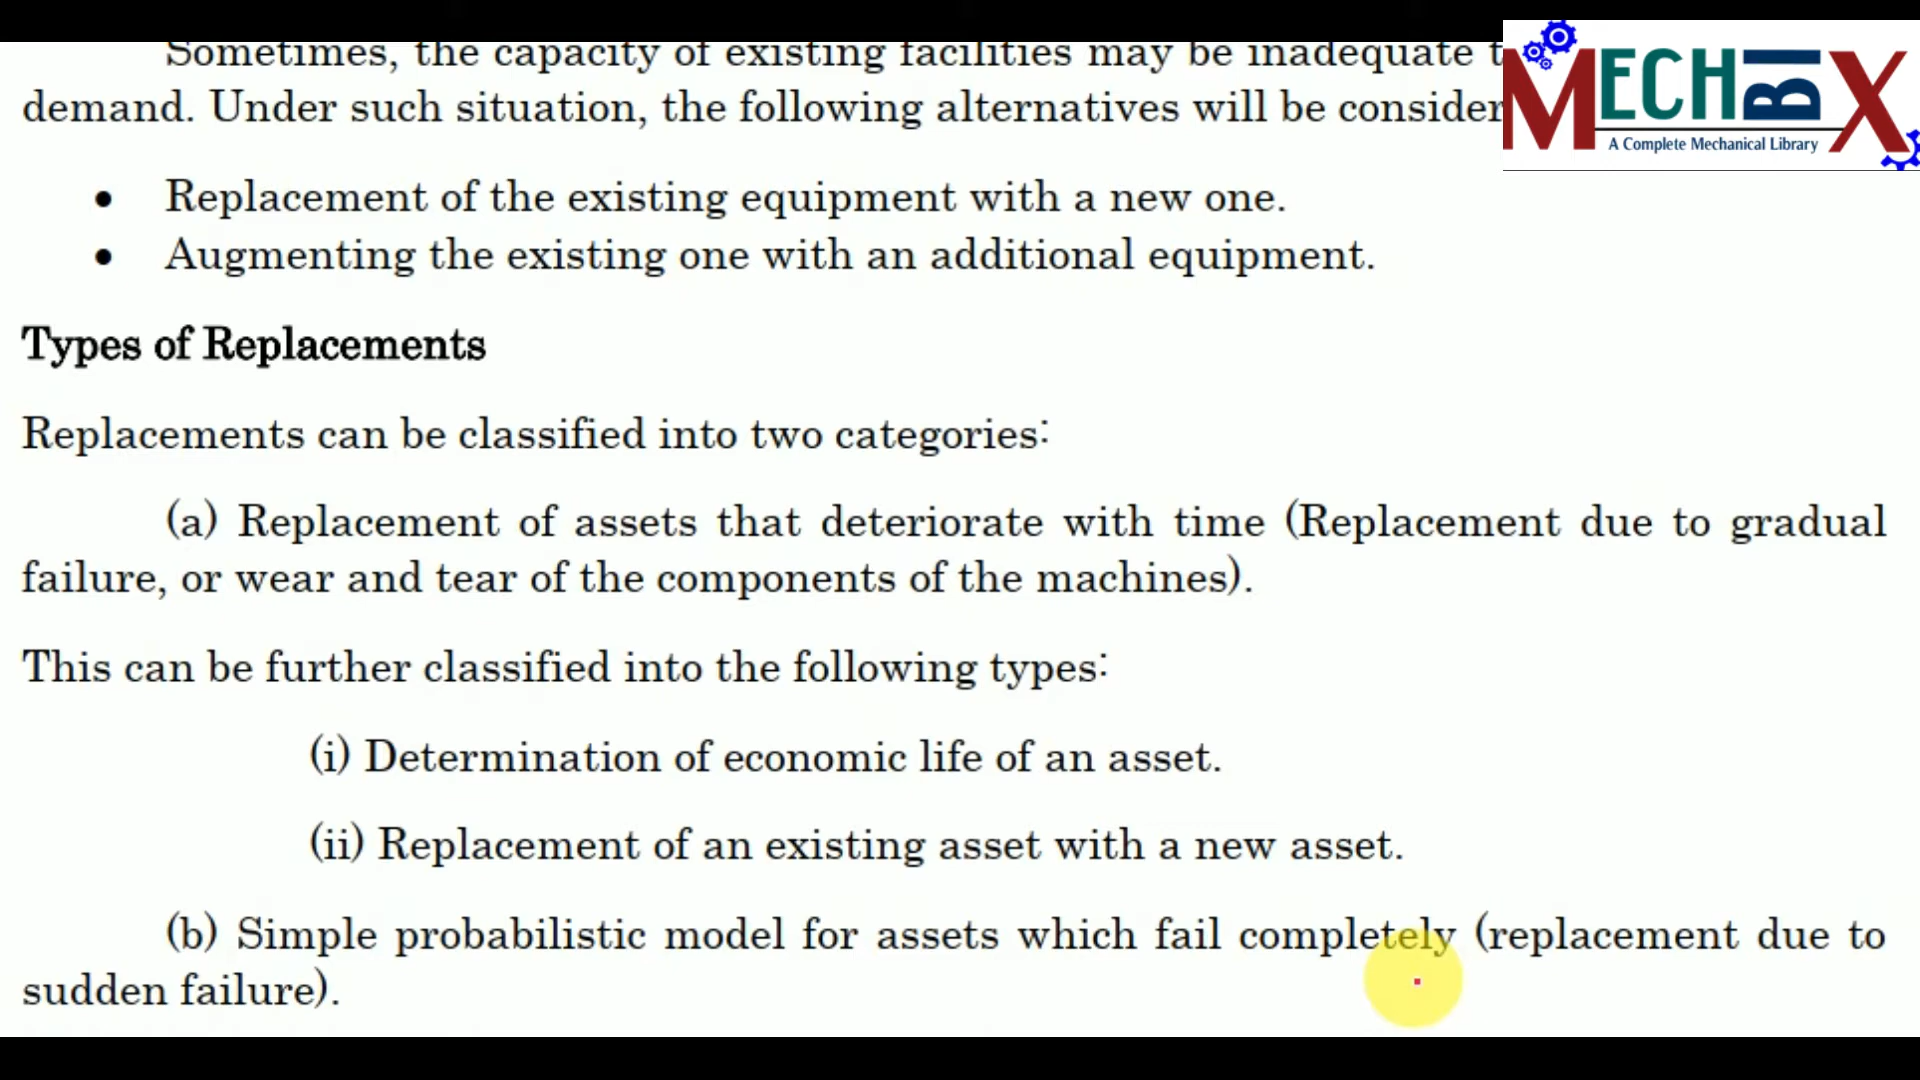 Sometimes, the capacity of existing facilities may be inadequate
demand. Under such situation, the following alternatives will be
MECHBIX
A Complete Mechanical Library
• Replacement of the existing equipment with a new one.
• Augmenting the existing one with an additional equipment.
Types of Replacements
Replacements can be classified into two categories:
(a) Replacement of assets that deteriorate with time (Replacement due to gradual
failure, or wear and tear of the components of the machines).
This can be further classified into the following types:
(i) Determination of economic life of an asset.
(ii) Replacement of an existing asset with a new asset.
(b) Simple probabilistic model for assets which fail completely (replacement due to
sudden failure).